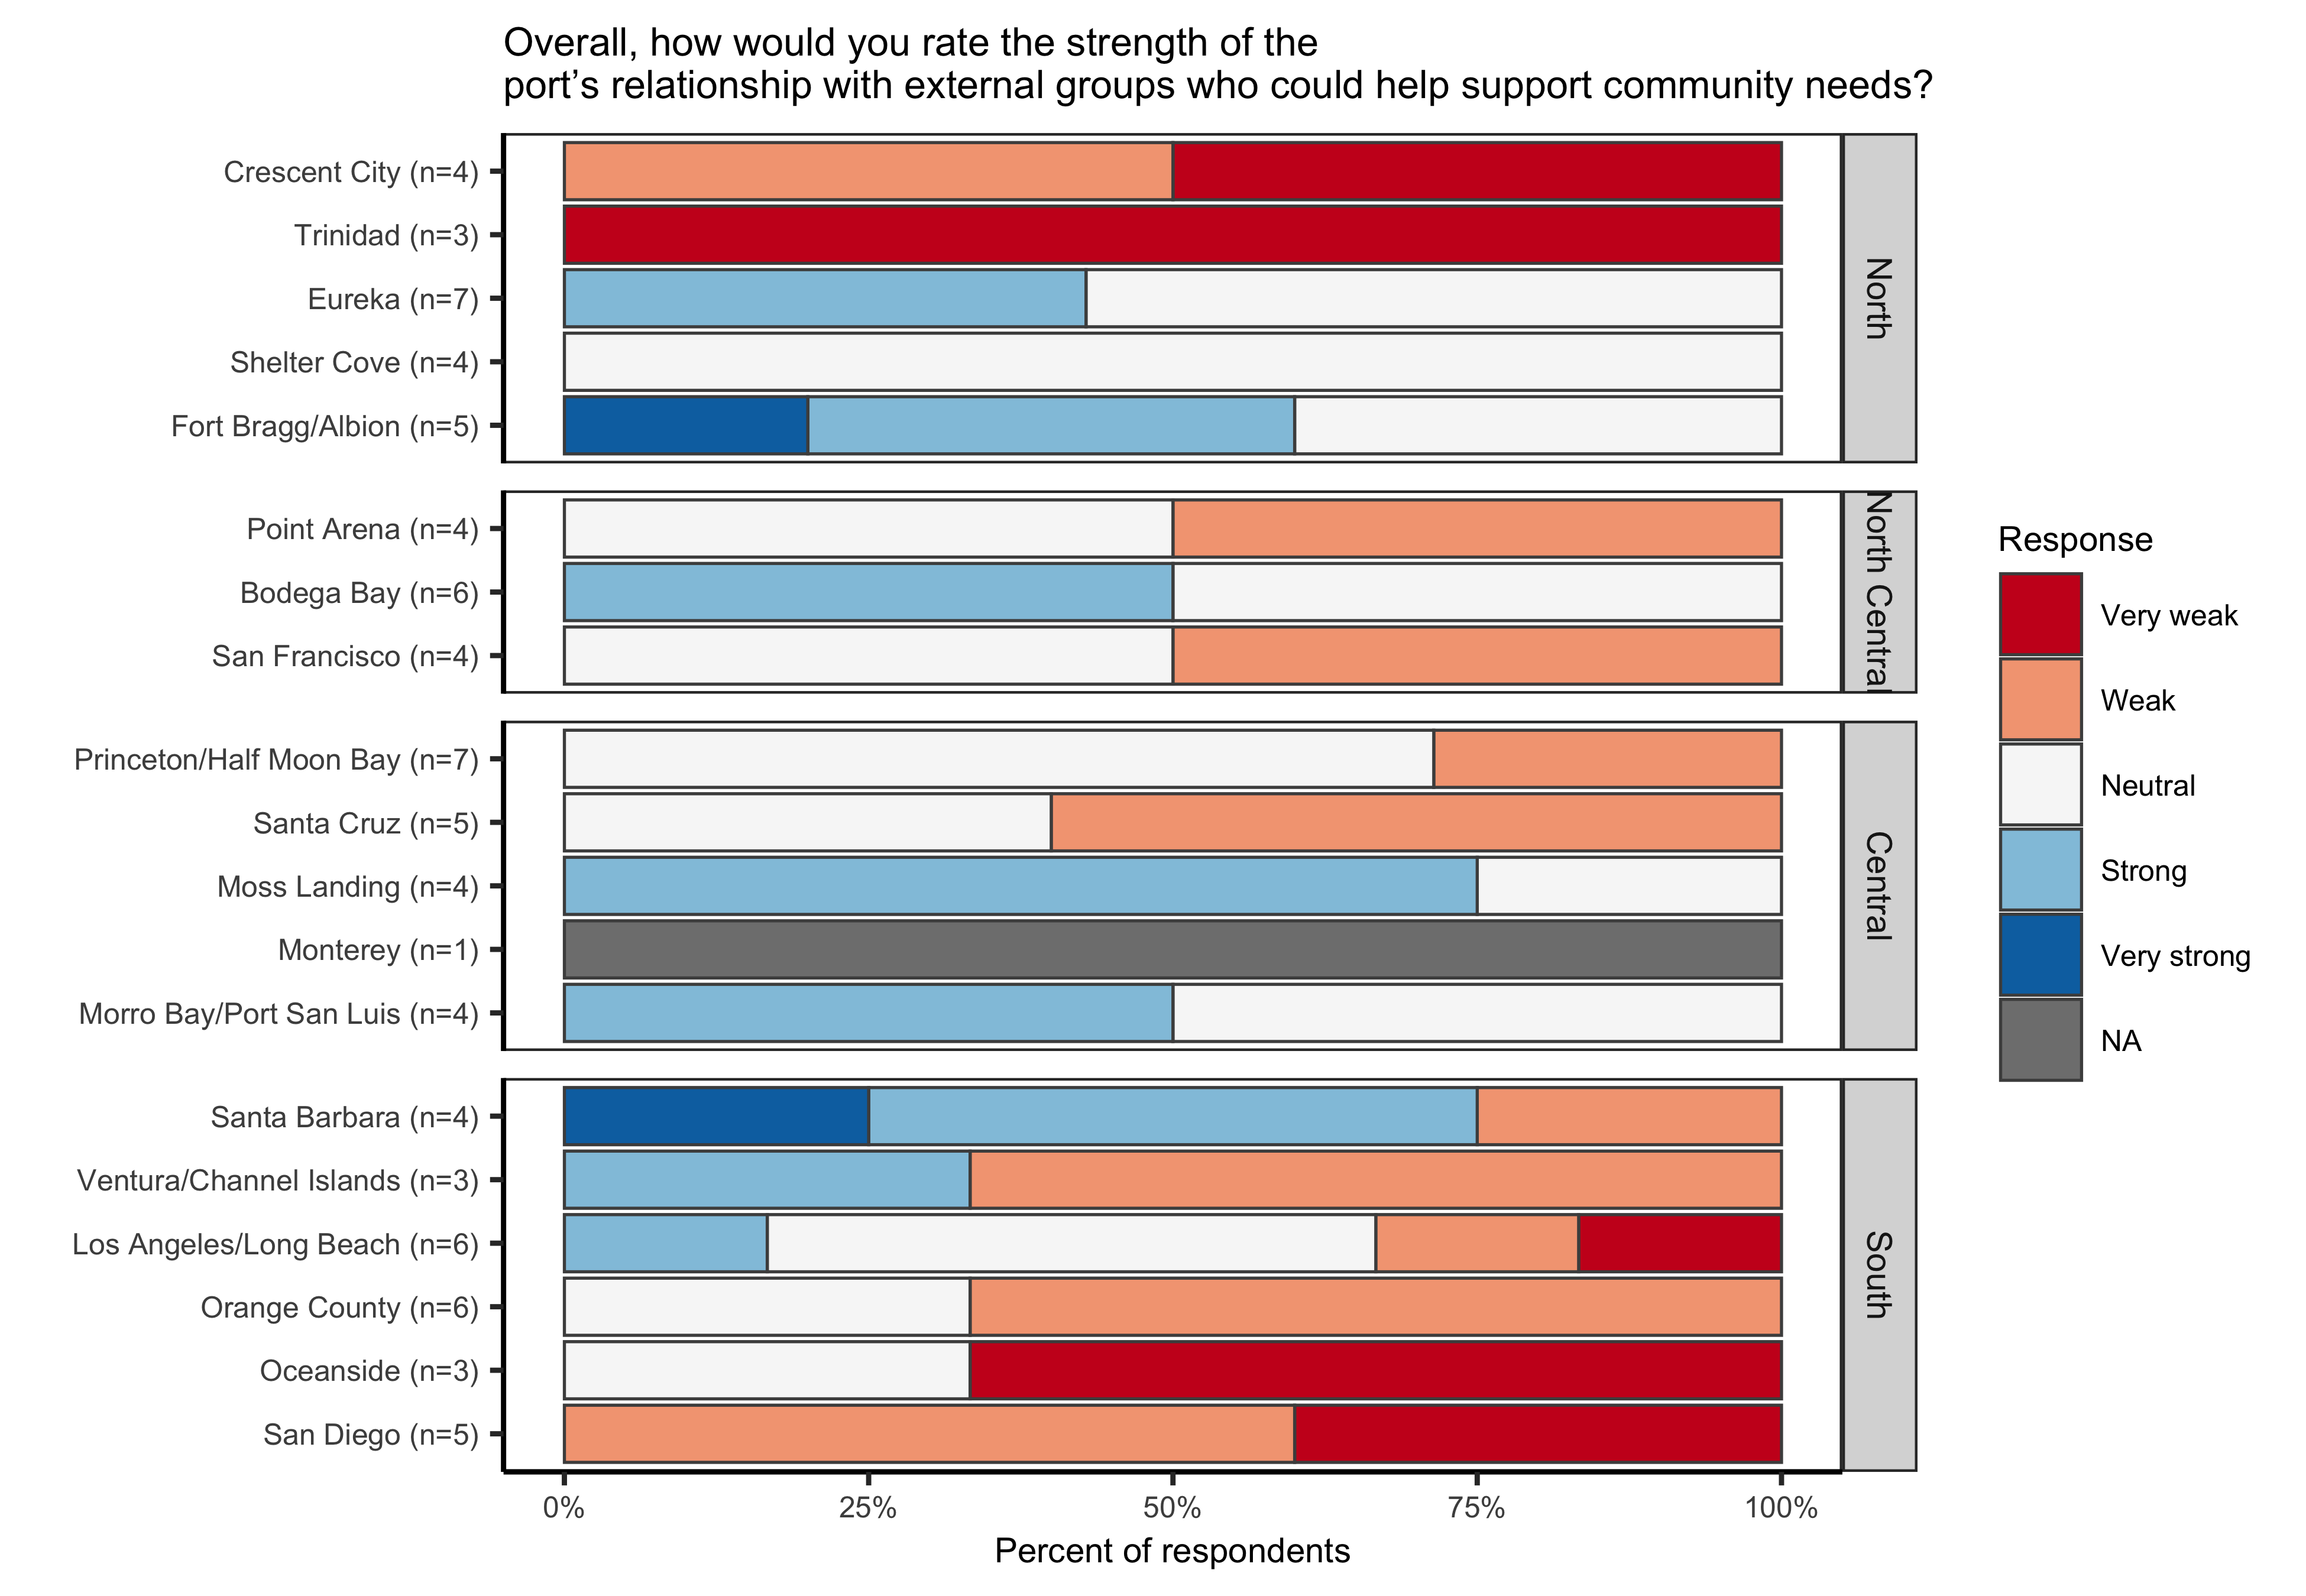 Overall, how would you rate the strength of the
port’s relationship with external groups who could help support community needs?
Crescent City (n=4)
Trinidad (n=3)
Eureka (n=7)
Shelter Cove (n=4)
Fort Bragg/Albion (n=5)
North
Point Arena (n=4)
Bodega Bay (n=6)
San Francisco (n=4)
North Central
Princeton/Half Moon Bay (n=7)
Santa Cruz (n=5)
Moss Landing (n=4)
Monterey (n=1)
Morro Bay/Port San Luis (n=4)
Central
Santa Barbara (n=4)
Ventura/Channel Islands (n=3)
Los Angeles/Long Beach (n=6)
Orange County (n=6)
Oceanside (n=3)
San Diego (n=5)
South
0%
25%
50%
75%
100%
Percent of respondents
Response
Very weak
Weak
Neutral
Strong
Very strong
NA